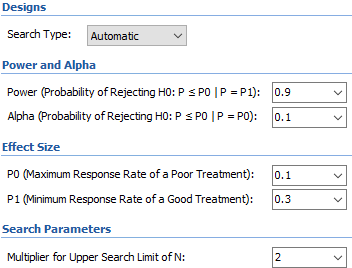 Designs
Search Type: Automatic
Power and Alpha
Power (Probability of Rejecting H0: P ≤ P0 | P = P1): 0.9
Alpha (Probability of Rejecting H0: P ≤ P0 | P = P0): 0.1
Effect Size
P0 (Maximum Response Rate of a Poor Treatment): 0.1
P1 (Minimum Response Rate of a Good Treatment): 0.3
Search Parameters
Multiplier for Upper Search Limit of N: 2